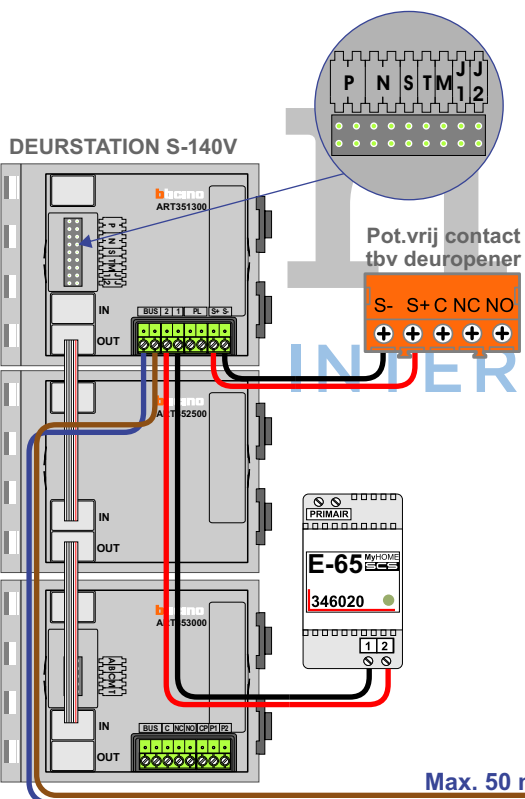 P N S T M J1 J2
DEURSTATION S-140V
bticino
ART351300
P N S T M J1 J2
Pot.vrij contact
tbv deuropener
IN
OUT
BUS 2 1 PL S+ S-
S- S+ C NC NO
INTER
ART352500
IN
OUT
PRIMAIR
E-65 MyHOME SCS
346020
1 2
bticino
ART353000
IN
OUT
BUS C NC NO CP P1 P2
Max. 50 m